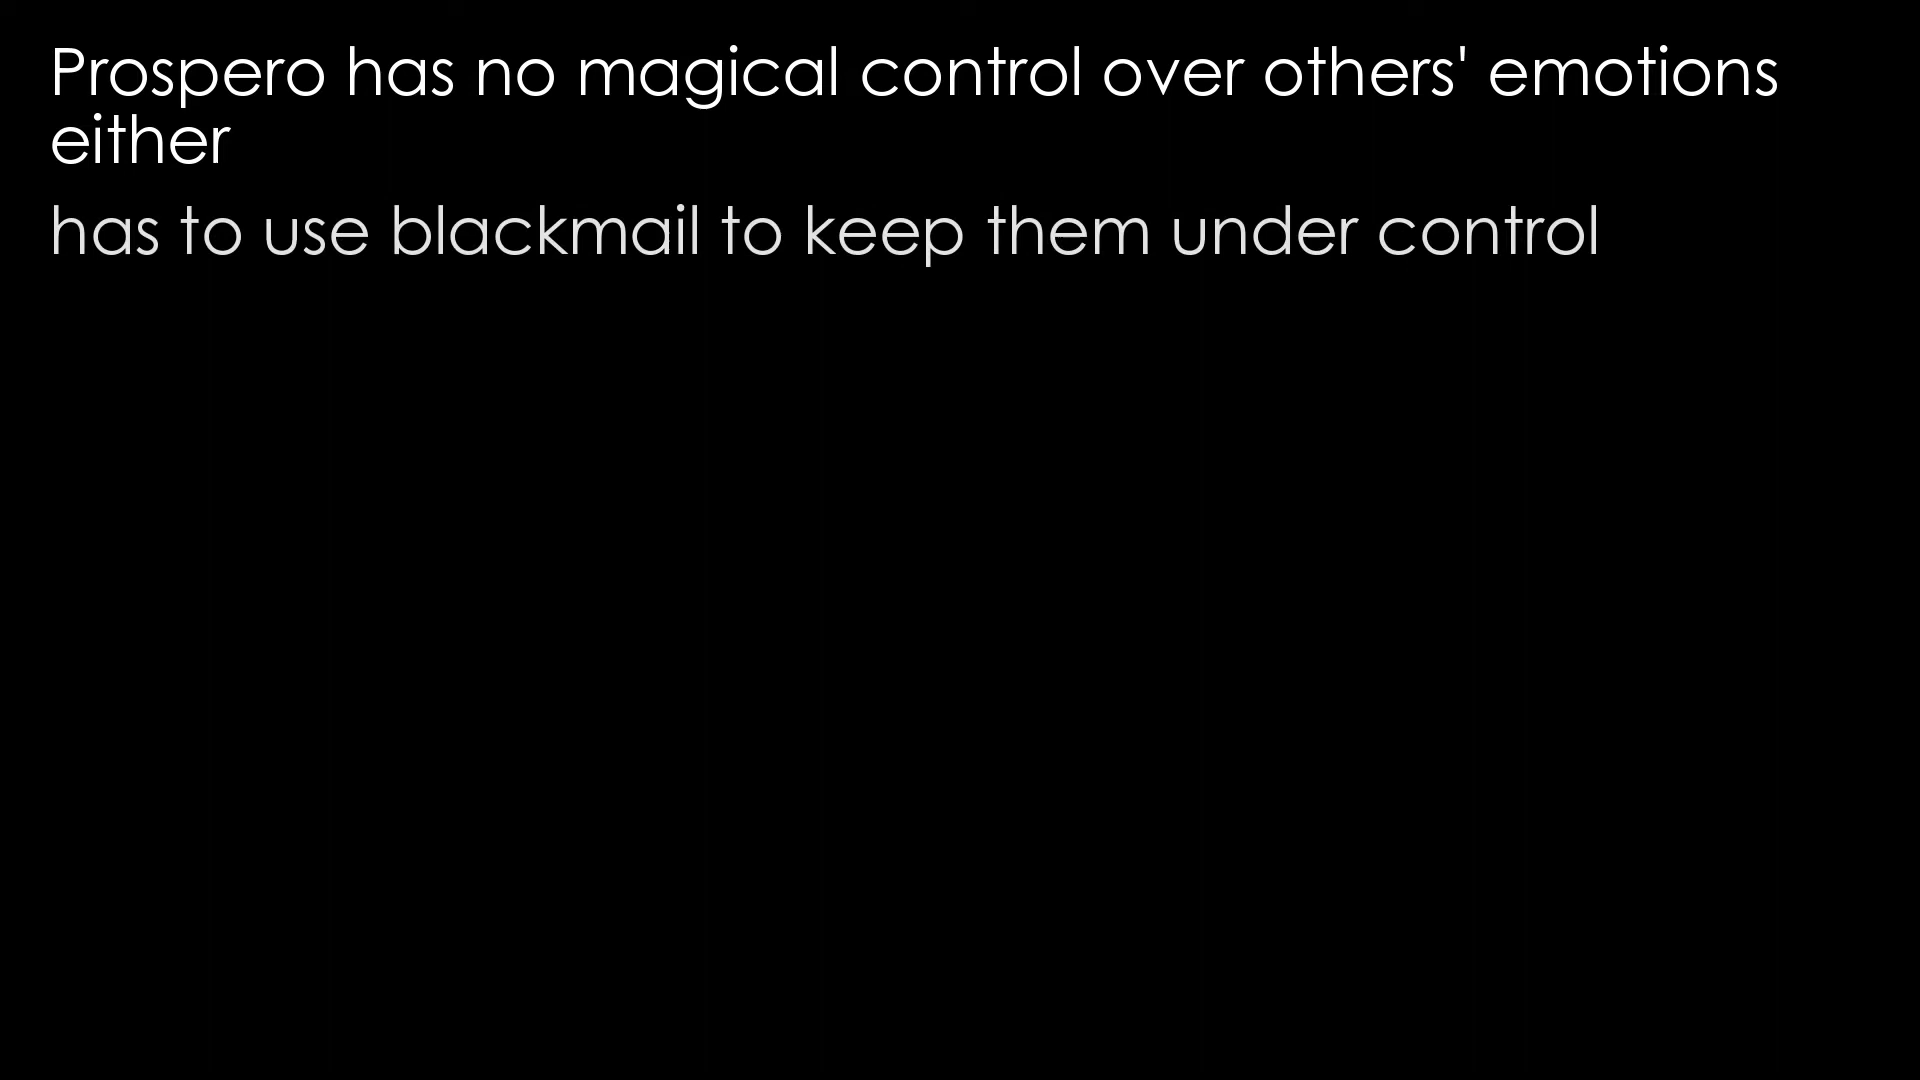 Prospero has no magical control over others' emotions
either
has to use blackmail to keep them under control